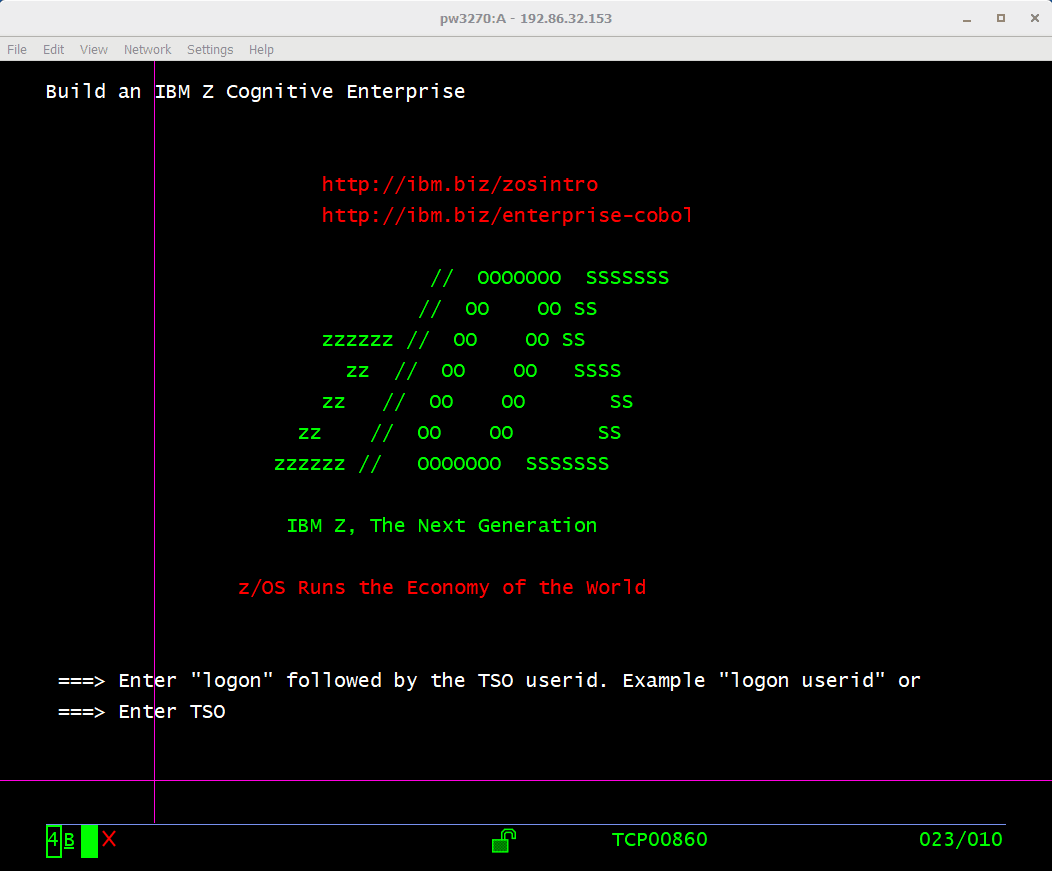 pw3270:A - 192.86.32.153
File Edit View Network Settings Help
Build an IBM Z Cognitive Enterprise
http://ibm.biz/zosintro
http://ibm.biz/enterprise-cobol
// OOOOOOO SSSSSSS
// OO OO SS
zzzzzz // OO OO SS
zz // OO OO SSSS
zz // OO OO SS
zz // OO OO SS
zzzzzz // OOOOOOO SSSSSSS
IBM Z, The Next Generation
z/OS Runs the Economy of the World
===> Enter "logon" followed by the TSO userid. Example "logon userid" or
===> Enter TSO
4B X TCP00860 023/010